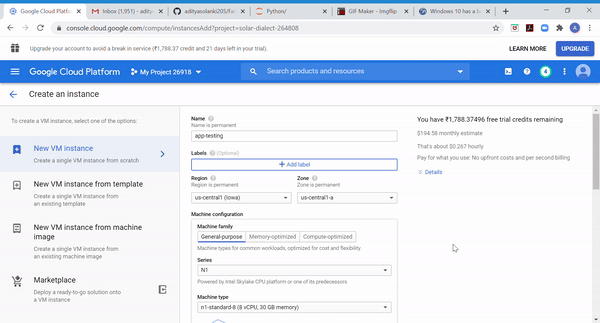 Google Cloud Platform
Inbox (1,951) - aditya
adityasolanki205/Fac
Python/
GIF Maker - Imgflip
Windows 10 has a b
console.cloud.google.com/compute/instancesAdd?project=solar-dialect-264808
Upgrade your account to avoid a break in service (₹1,788.37 credit and 21 days left in your trial).
LEARN MORE
UPGRADE
Google Cloud Platform
My Project 26918
Search products and resources
4
Create an instance
To create a VM instance, select one of the options:
New VM instance
Create a single VM instance from scratch
New VM instance from template
Create a single VM instance from
an existing template
New VM instance from machine
image
Create a single VM instance from
an existing machine image
Marketplace
Deploy a ready-to-go solution onto
a VM instance
Name
Name is permanent
app-testing
Labels (Optional)
+ Add label
Region
Region is permanent
us-central1 (Iowa)
Zone
Zone is permanent
us-central1-a
Machine configuration
Machine family
General-purpose
Memory-optimized
Compute-optimized
Machine types for common workloads, optimized for cost and flexibility
Series
N1
Powered by Intel Skylake CPU platform or one of its predecessors
Machine type
n1-standard-8 (8 vCPU, 30 GB memory)
You have ₹1,788.37496 free trial credits remaining
$194.58 monthly estimate
That's about $0.267 hourly
Pay for what you use: No upfront costs and per second billing
Details